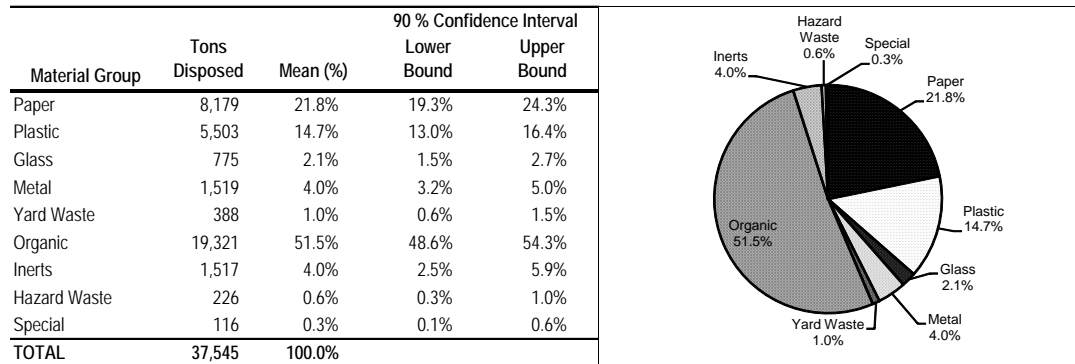 90 % Confidence Interval
Tons Lower Upper
Material Group Disposed Mean (%) Bound Bound
Paper 8,179 21.8% 19.3% 24.3%
Plastic 5,503 14.7% 13.0% 16.4%
Glass 775 2.1% 1.5% 2.7%
Metal 1,519 4.0% 3.2% 5.0%
Yard Waste 388 1.0% 0.6% 1.5%
Organic 19,321 51.5% 48.6% 54.3%
Inerts 1,517 4.0% 2.5% 5.9%
Hazard Waste 226 0.6% 0.3% 1.0%
Special 116 0.3% 0.1% 0.6%
TOTAL 37,545 100.0%
Hazard
Waste
0.6%
Special
0.3%
Inerts
4.0%
Paper
21.8%
Plastic
14.7%
Organic
51.5%
Glass
2.1%
Metal
4.0%
Yard Waste
1.0%